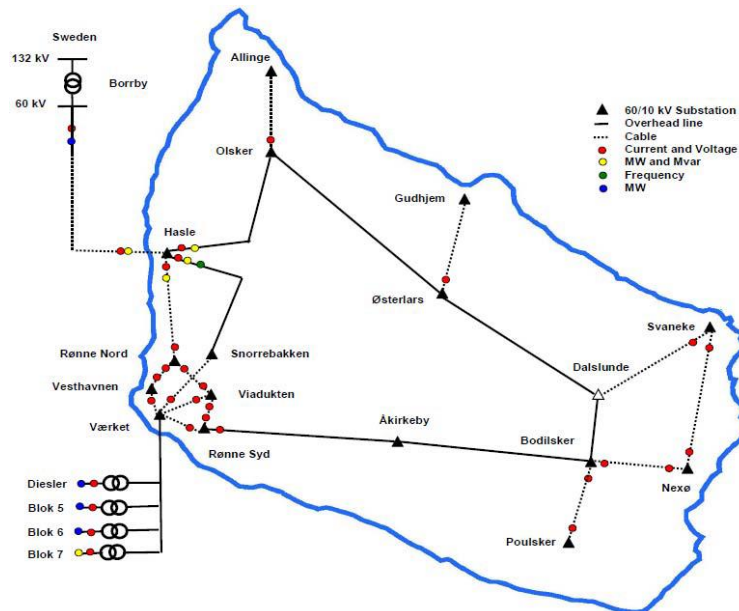 Sweden
132 kV
Borrby
60 kV
Allinge
60/10 kV Substation
Overhead line
Cable
Current and Voltage
MW and Mvar
Frequency
MW
Olsker
Gudhjem
Hasle
Østerlars
Svaneke
Rønne Nord
Snorrebakken
Dalslunde
Vesthavnen
Viadukten
Værket
Åkirkeby
Bodilsker
Rønne Syd
Nexø
Diesler
Blok 5
Blok 6
Poulsker
Blok 7